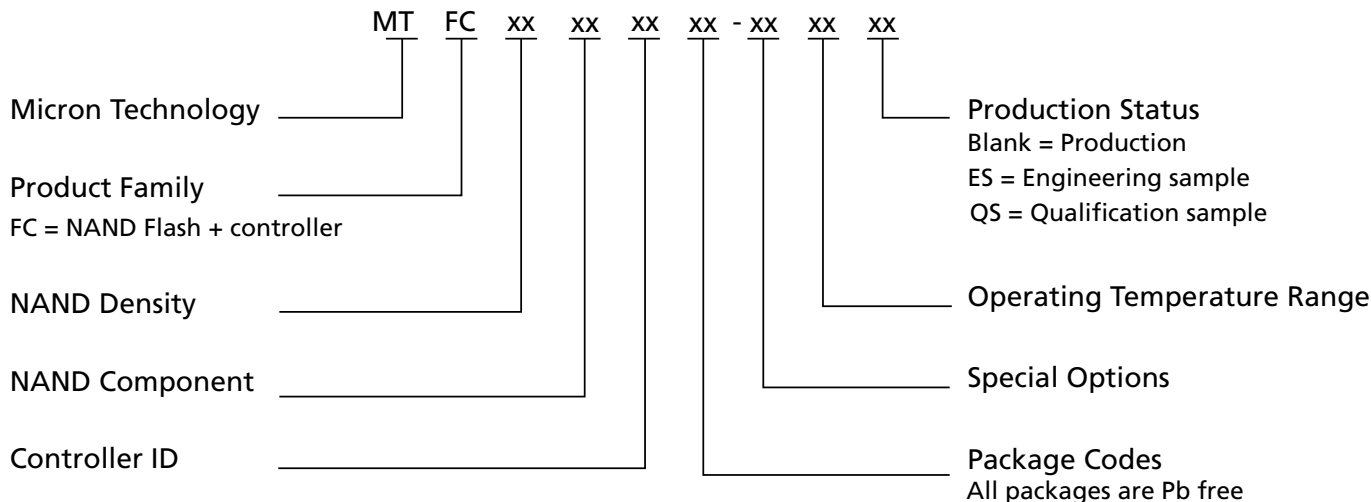 MT FC xx xx xx xx - xx xx xx
Micron Technology
Product Family
FC = NAND Flash + controller
NAND Density
NAND Component
Controller ID
Production Status
Blank = Production
ES = Engineering sample
QS = Qualification sample
Operating Temperature Range
Special Options
Package Codes
All packages are Pb free